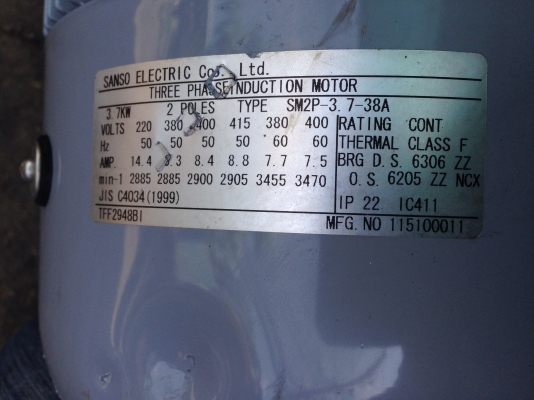 SANSO ELECTRIC Co., Ltd.
THREE PHASE INDUCTION MOTOR
3.7KW 2 POLES TYPE SM2P-3.7-38A
VOLTS 220 380 400 415 380 400 RATING CONT
Hz 50 50 50 50 60 60 THERMAL CLASS F
AMP. 14.4 8.3 8.4 8.8 7.7 7.5 BRG D.S. 6306 ZZ
min-1 2885 2885 2900 2905 3455 3470 O.S. 6205 ZZ NCX
JIS C4034(1999) IP 22 IC411
TFF2948BI MFG.NO 115100011